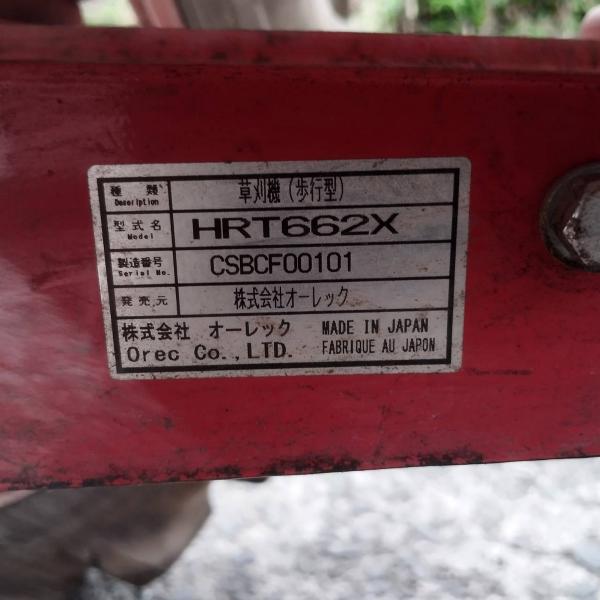 種類 草刈機(歩行型)
Description
型式名 HRT662X
Model
製造番号 CSBCF00101
Serial No.
発売元 株式会社オーレック
株式会社 オーレック MADE IN JAPAN
Orec Co.,LTD. FABRIQUE AU JAPON